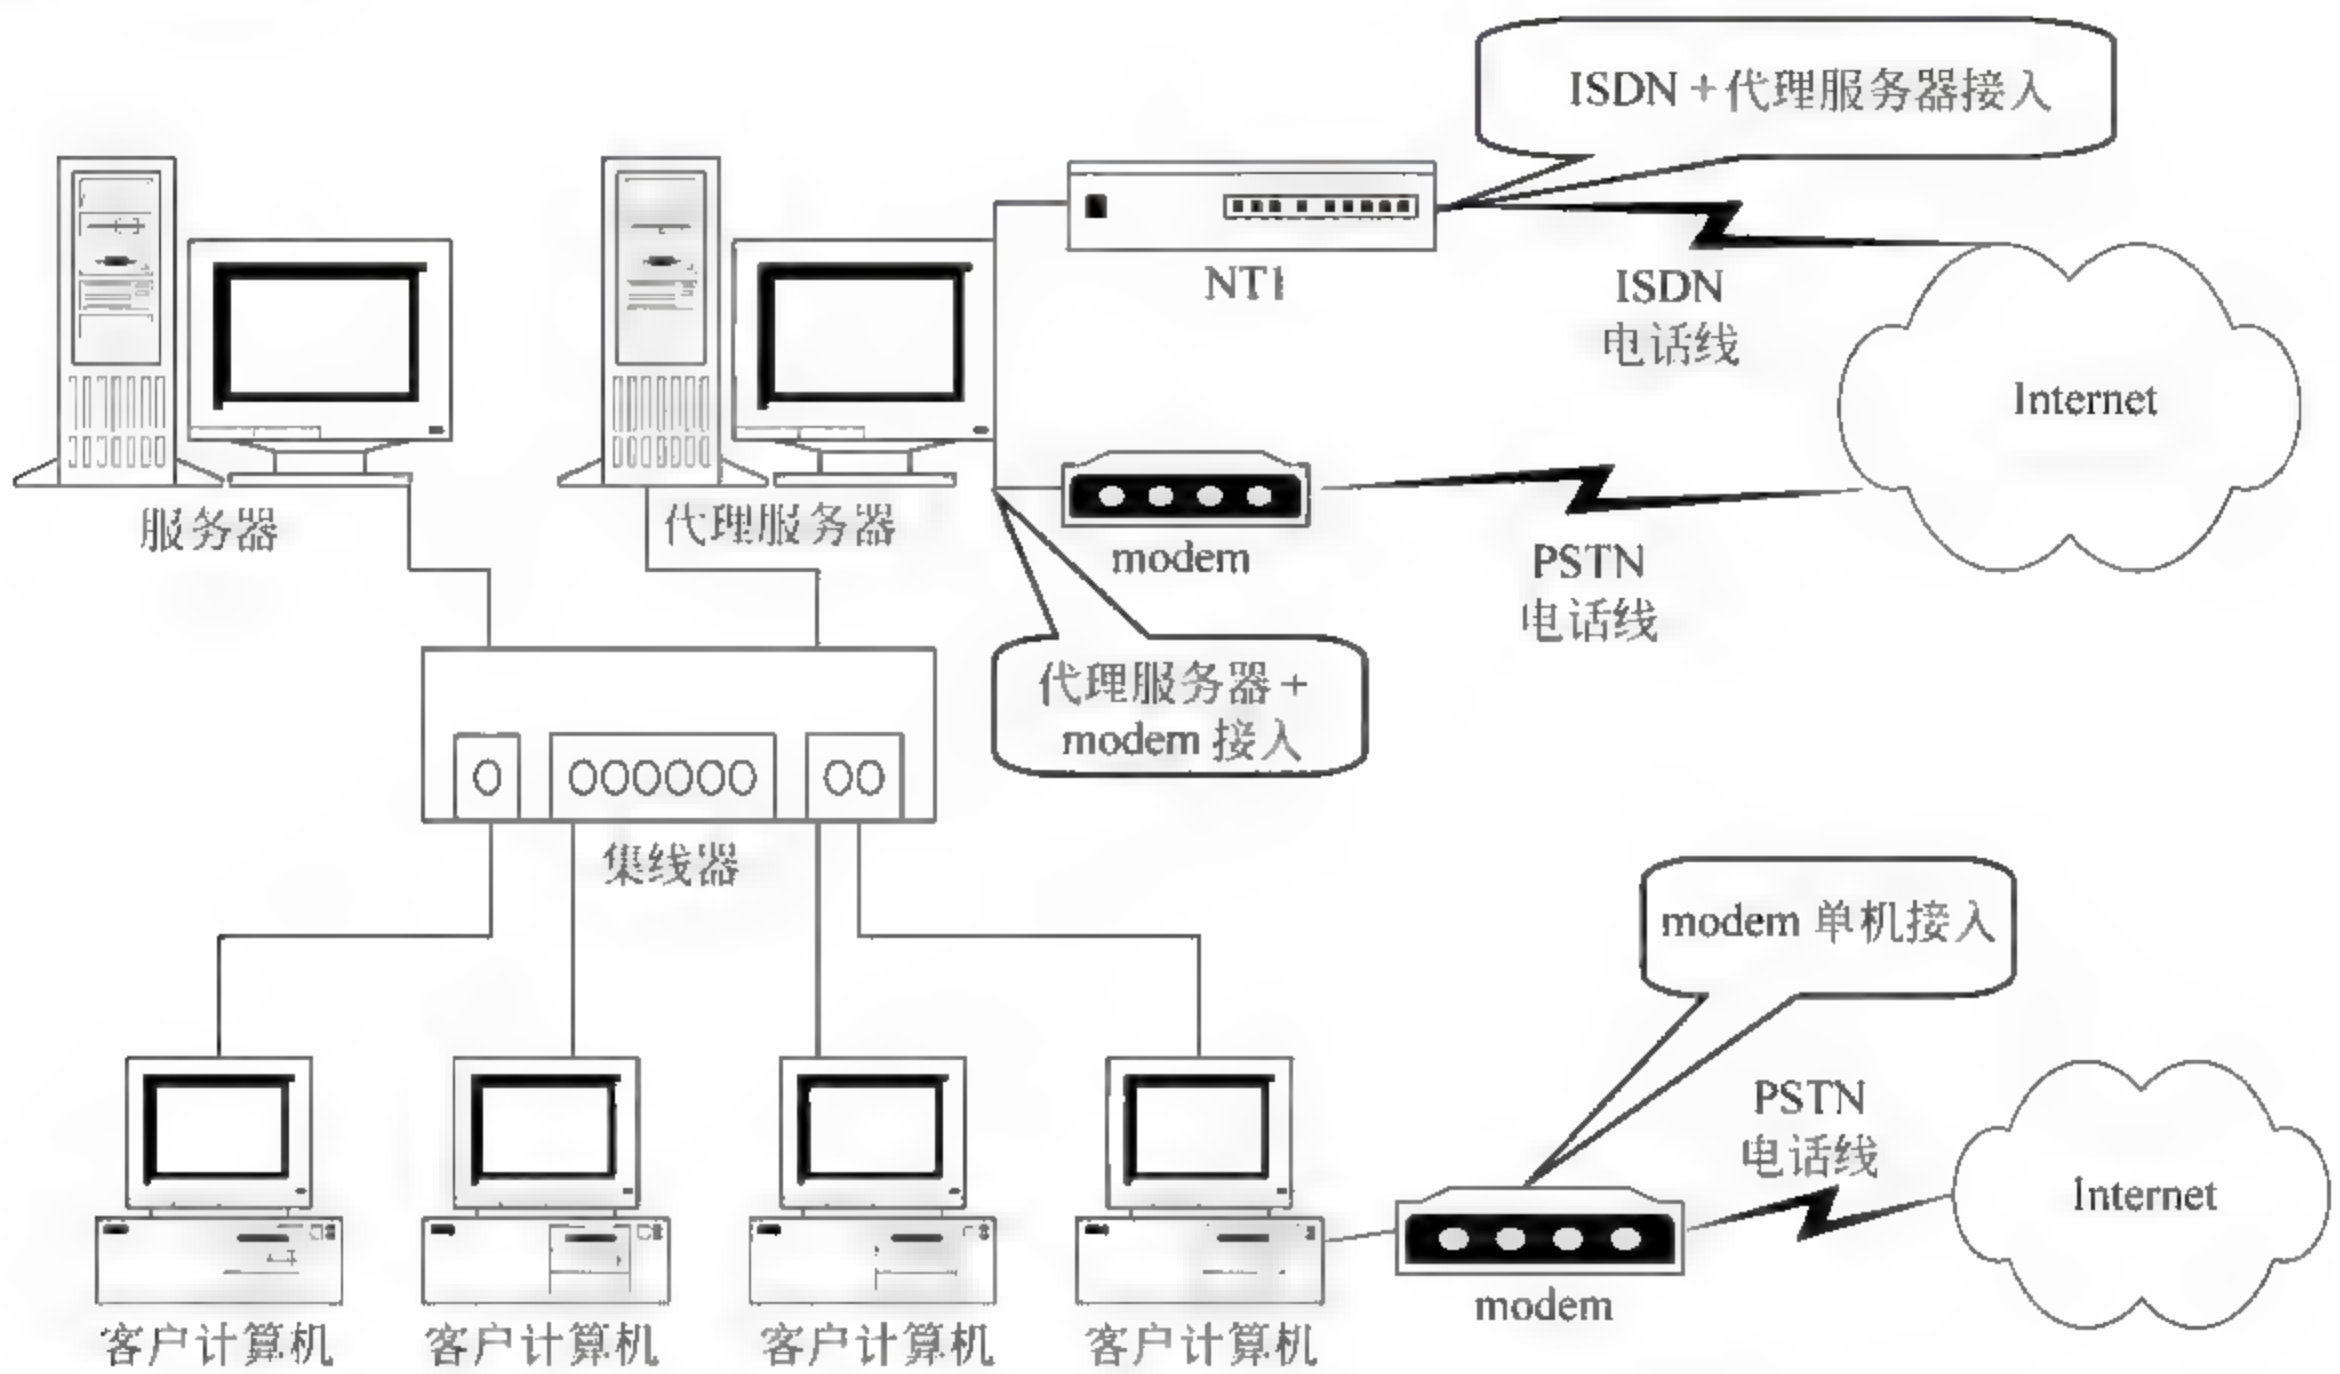 ISDN + 代理服务器接入
NT1
ISDN
电话线
Internet
服务器
代理服务器
modem
PSTN
电话线
代理服务器 +
modem 接入
集线器
modem 单机接入
PSTN
电话线
Internet
modem
客户计算机
客户计算机
客户计算机
客户计算机